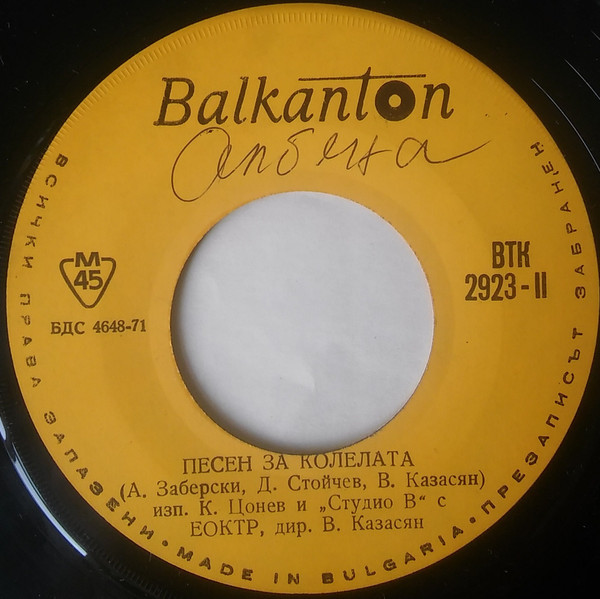 Balkanton
Албена
М
45
БДС 4648-71
ВТК
2923-II
ПЕСЕН ЗА КОЛЕЛАТА
(А. Заберски, Д. Стойчев, В. Казасян)
изп. К. Цонев и „Студио В“ с
ЕОКТР, дир. В. Казасян
ВСИЧКИ ПРАВА ЗАПАЗЕНИ • MADE IN BULGARIA • ПРЕЗАПИСЪТ ЗАБРАНЕН